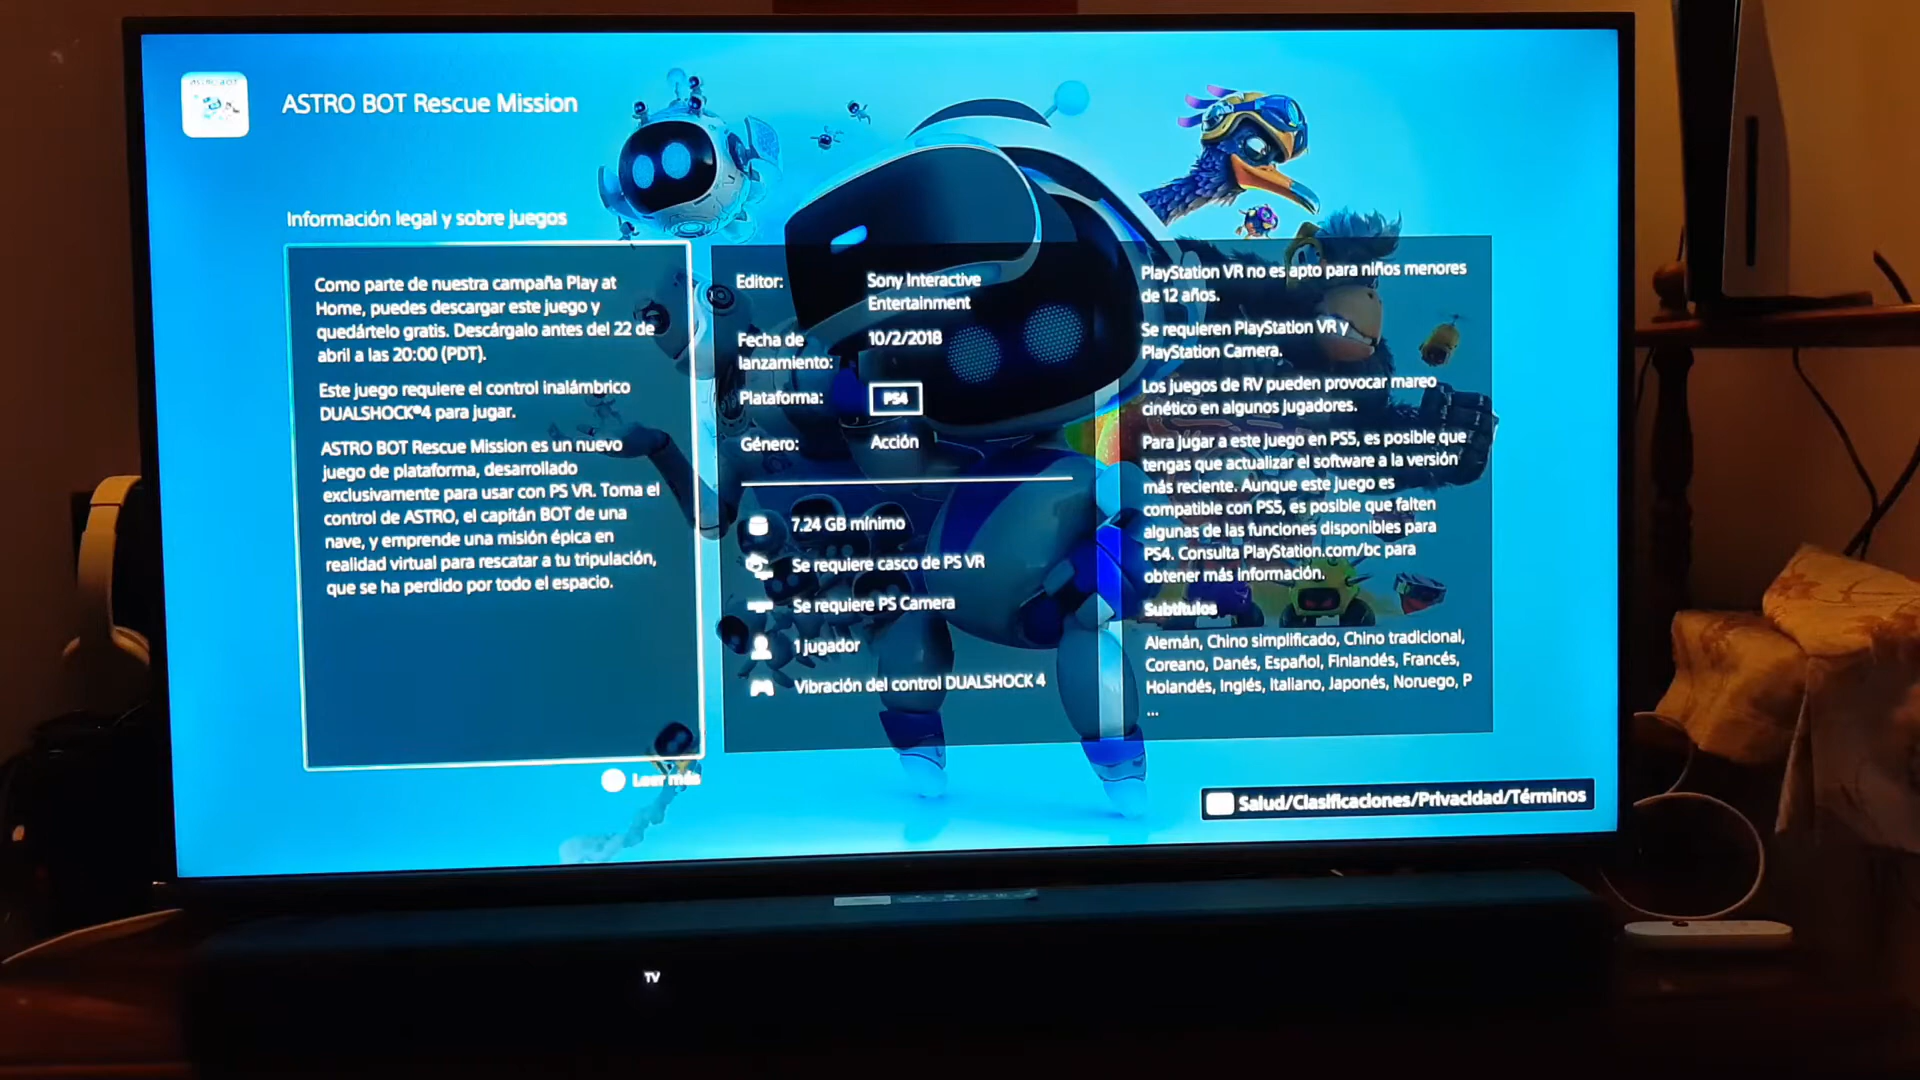 ASTRO BOT
ASTRO BOT Rescue Mission
Información legal y sobre juegos
Como parte de nuestra campaña Play at
Home, puedes descargar este juego y
quedártelo gratis. Descárgalo antes del 22 de
abril a las 20:00 (PDT).
Este juego requiere el control inalámbrico
DUALSHOCK®4 para jugar.
ASTRO BOT Rescue Mission es un nuevo
juego de plataforma, desarrollado
exclusivamente para usar con PS VR. Toma el
control de ASTRO, el capitán BOT de una
nave, y emprende una misión épica en
realidad virtual para rescatar a tu tripulación,
que se ha perdido por todo el espacio.
Leer más
Editor: Sony Interactive
Entertainment
Fecha de
lanzamiento: 10/2/2018
Plataforma: PS4
Género: Acción
7.24 GB mínimo
Se requiere casco de PS VR
Se requiere PS Camera
1 jugador
Vibración del control DUALSHOCK 4
PlayStation VR no es apto para niños menores
de 12 años.
Se requieren PlayStation VR y
PlayStation Camera.
Los juegos de RV pueden provocar mareo
cinético en algunos jugadores.
Para jugar a este juego en PS5, es posible que
tengas que actualizar el software a la versión
más reciente. Aunque este juego es
compatible con PS5, es posible que falten
algunas de las funciones disponibles para
PS4. Consulta PlayStation.com/bc para
obtener más información.
Subtítulos
Alemán, Chino simplificado, Chino tradicional,
Coreano, Danés, Español, Finlandés, Francés,
Holandés, Inglés, Italiano, Japonés, Noruego, P
...
Salud/Clasificaciones/Privacidad/Términos
TV